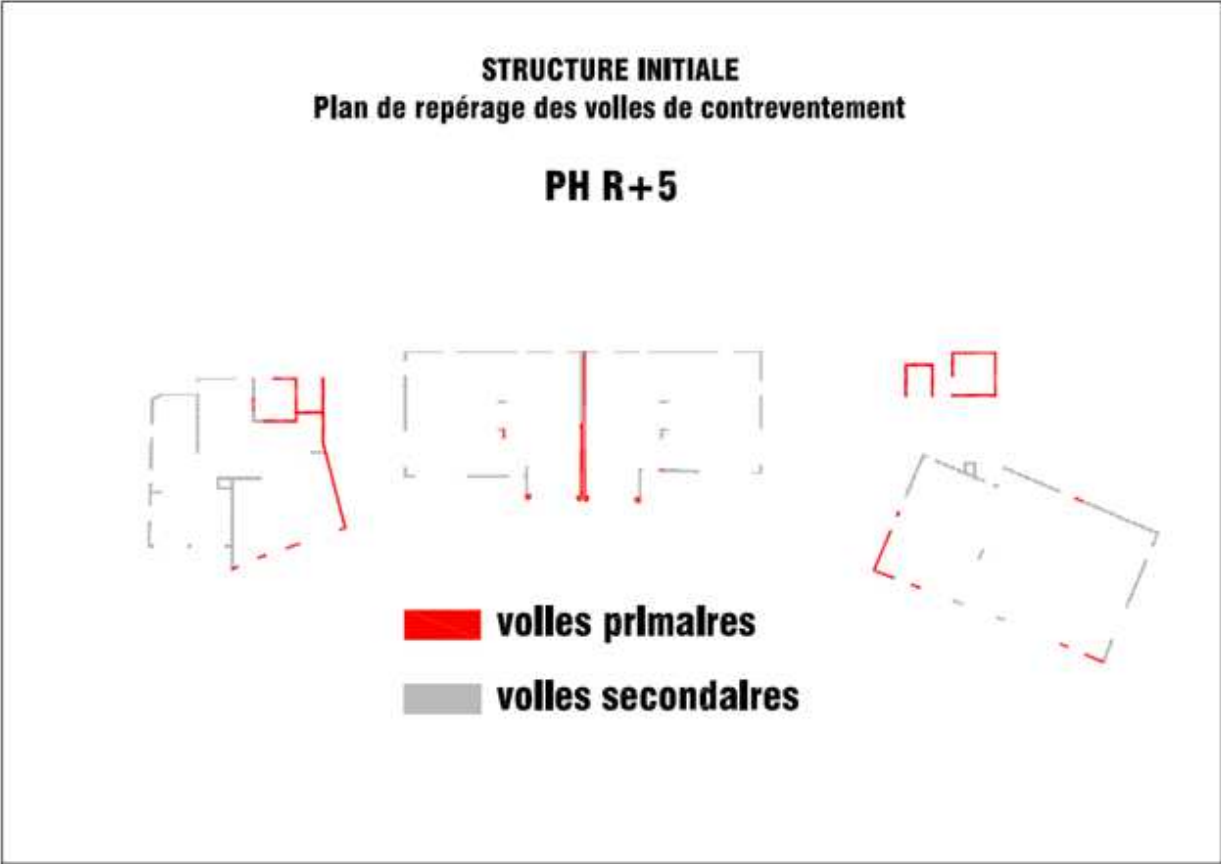 STRUCTURE INITIALE
Plan de repérage des voiles de contreventement
PH R+5
voiles primaires
voiles secondaires